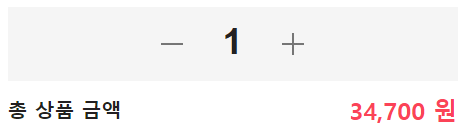 — 1 +
총 상품 금액 34,700 원